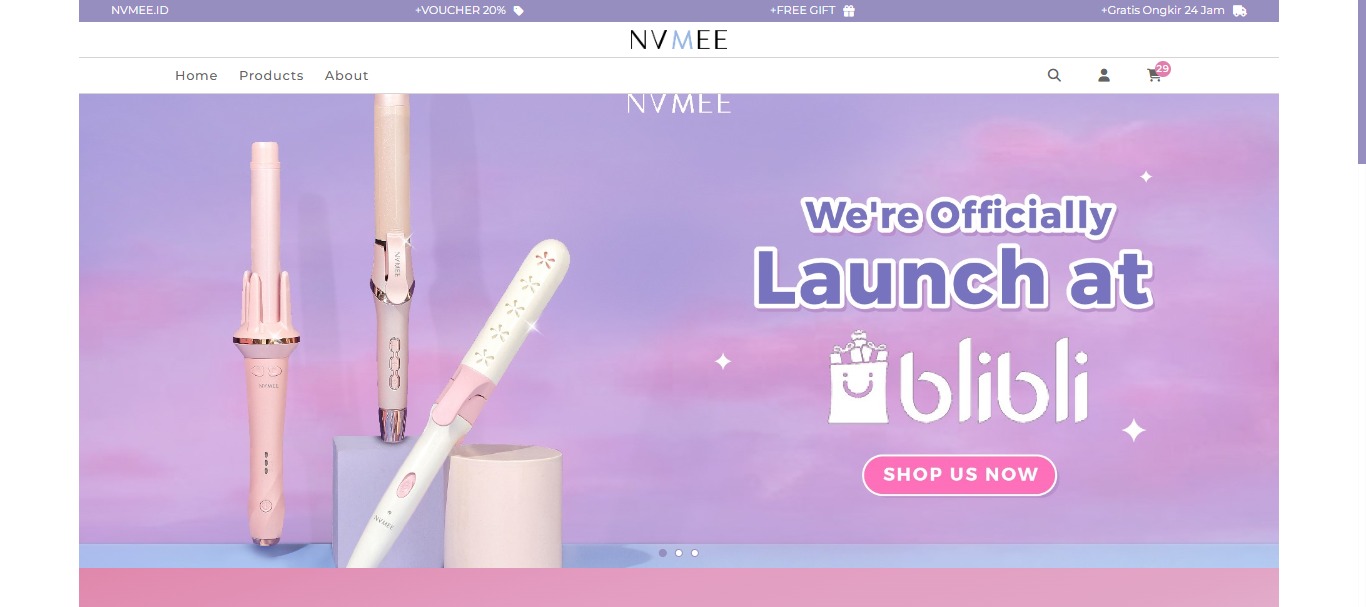 NVMEE.ID
+VOUCHER 20%
+FREE GIFT
+Gratis Ongkir 24 Jam
NVMEE
Home
Products
About
29
NVMEE
We're Officially
Launch at
blibli
SHOP US NOW
NVMEE
NVMEE
NVMEE